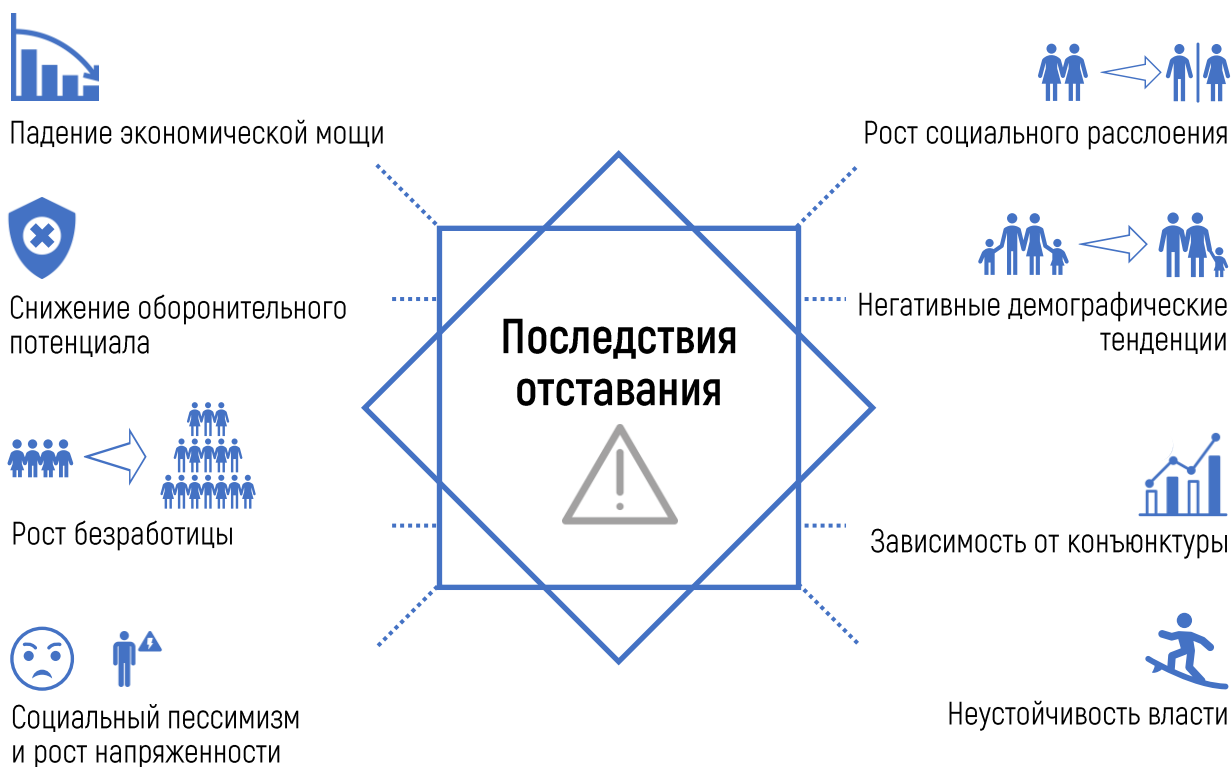 Падение экономической мощи
Снижение оборонительного
потенциала
Рост безработицы
Социальный пессимизм
и рост напряженности
Последствия
отставания
Рост социального расслоения
Негативные демографические
тенденции
Зависимость от конъюнктуры
Неустойчивость власти